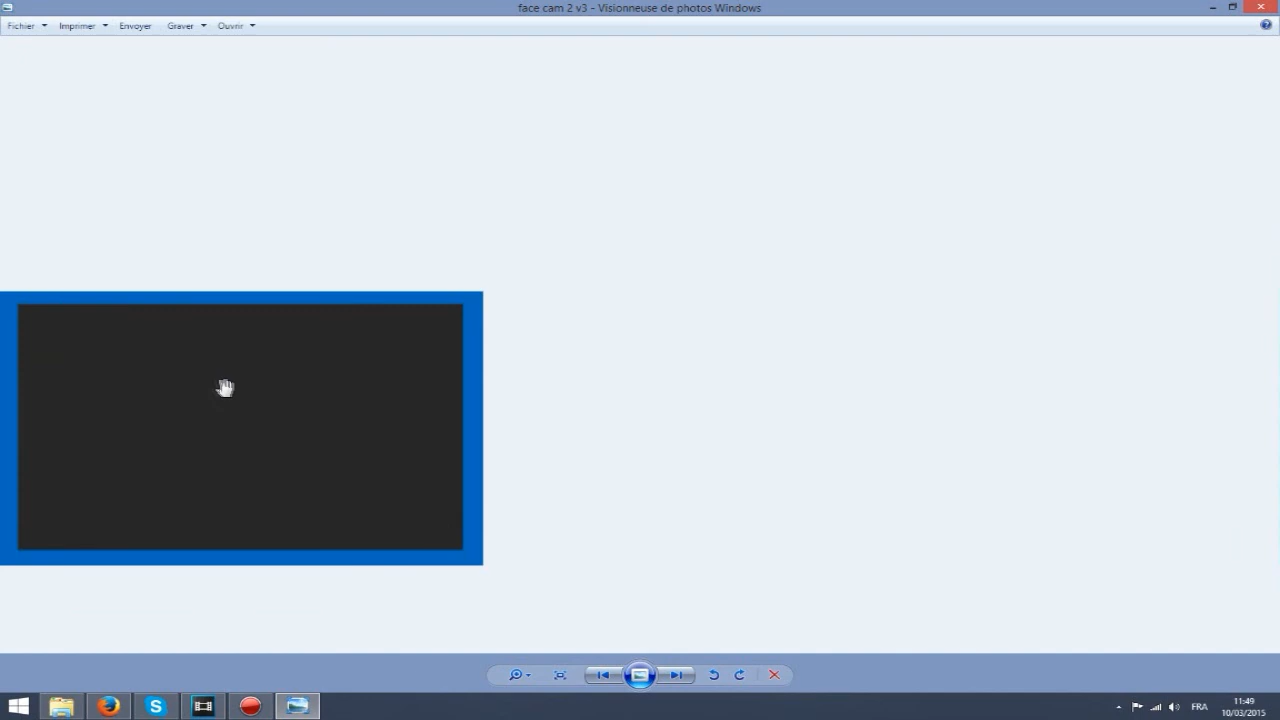 face cam 2 v3 - Visionneuse de photos Windows
Fichier Imprimer Envoyer Graver Ouvrir
FRA
11:49
10/03/2015